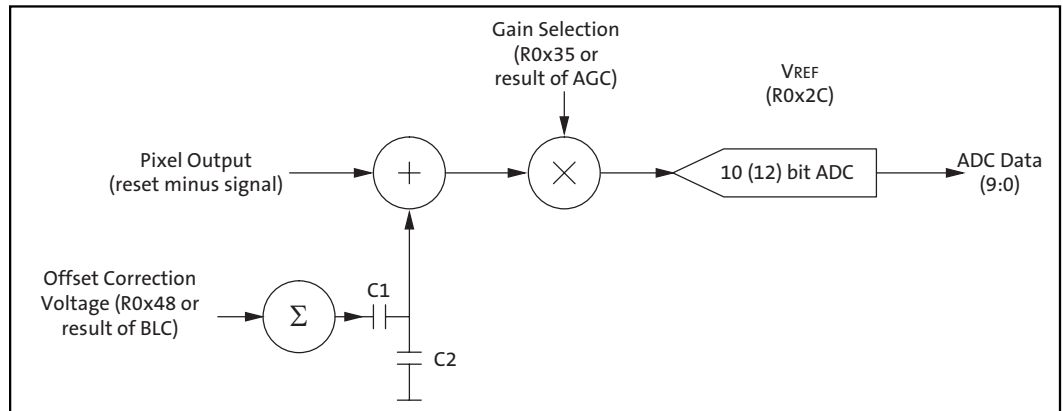 Gain Selection
(R0x35 or
result of AGC)
VREF
(R0x2C)
Pixel Output
(reset minus signal)
+
×
10 (12) bit ADC
ADC Data
(9:0)
Offset Correction
Voltage (R0x48 or
result of BLC)
Σ
C1
C2